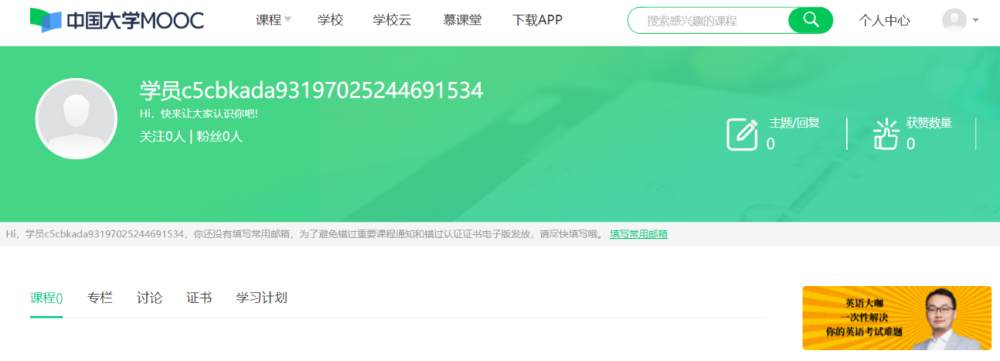 中国大学MOOC
课程 学校 学校云 慕课堂 下载APP 搜索感兴趣的课程 个人中心
学员c5cbkada93197025244691534
Hi，快来让大家认识你吧!
关注0人 | 粉丝0人
主题/回复
0
获赞数量
0
Hi，学员c5cbkada93197025244691534，你还没有填写常用邮箱，为了避免错过重要课程通知和错过认证证书电子版发放，请尽快填写哦。 填写常用邮箱
课程() 专栏 讨论 证书 学习计划
英语大咖
一次性解决
你的英语考试难题